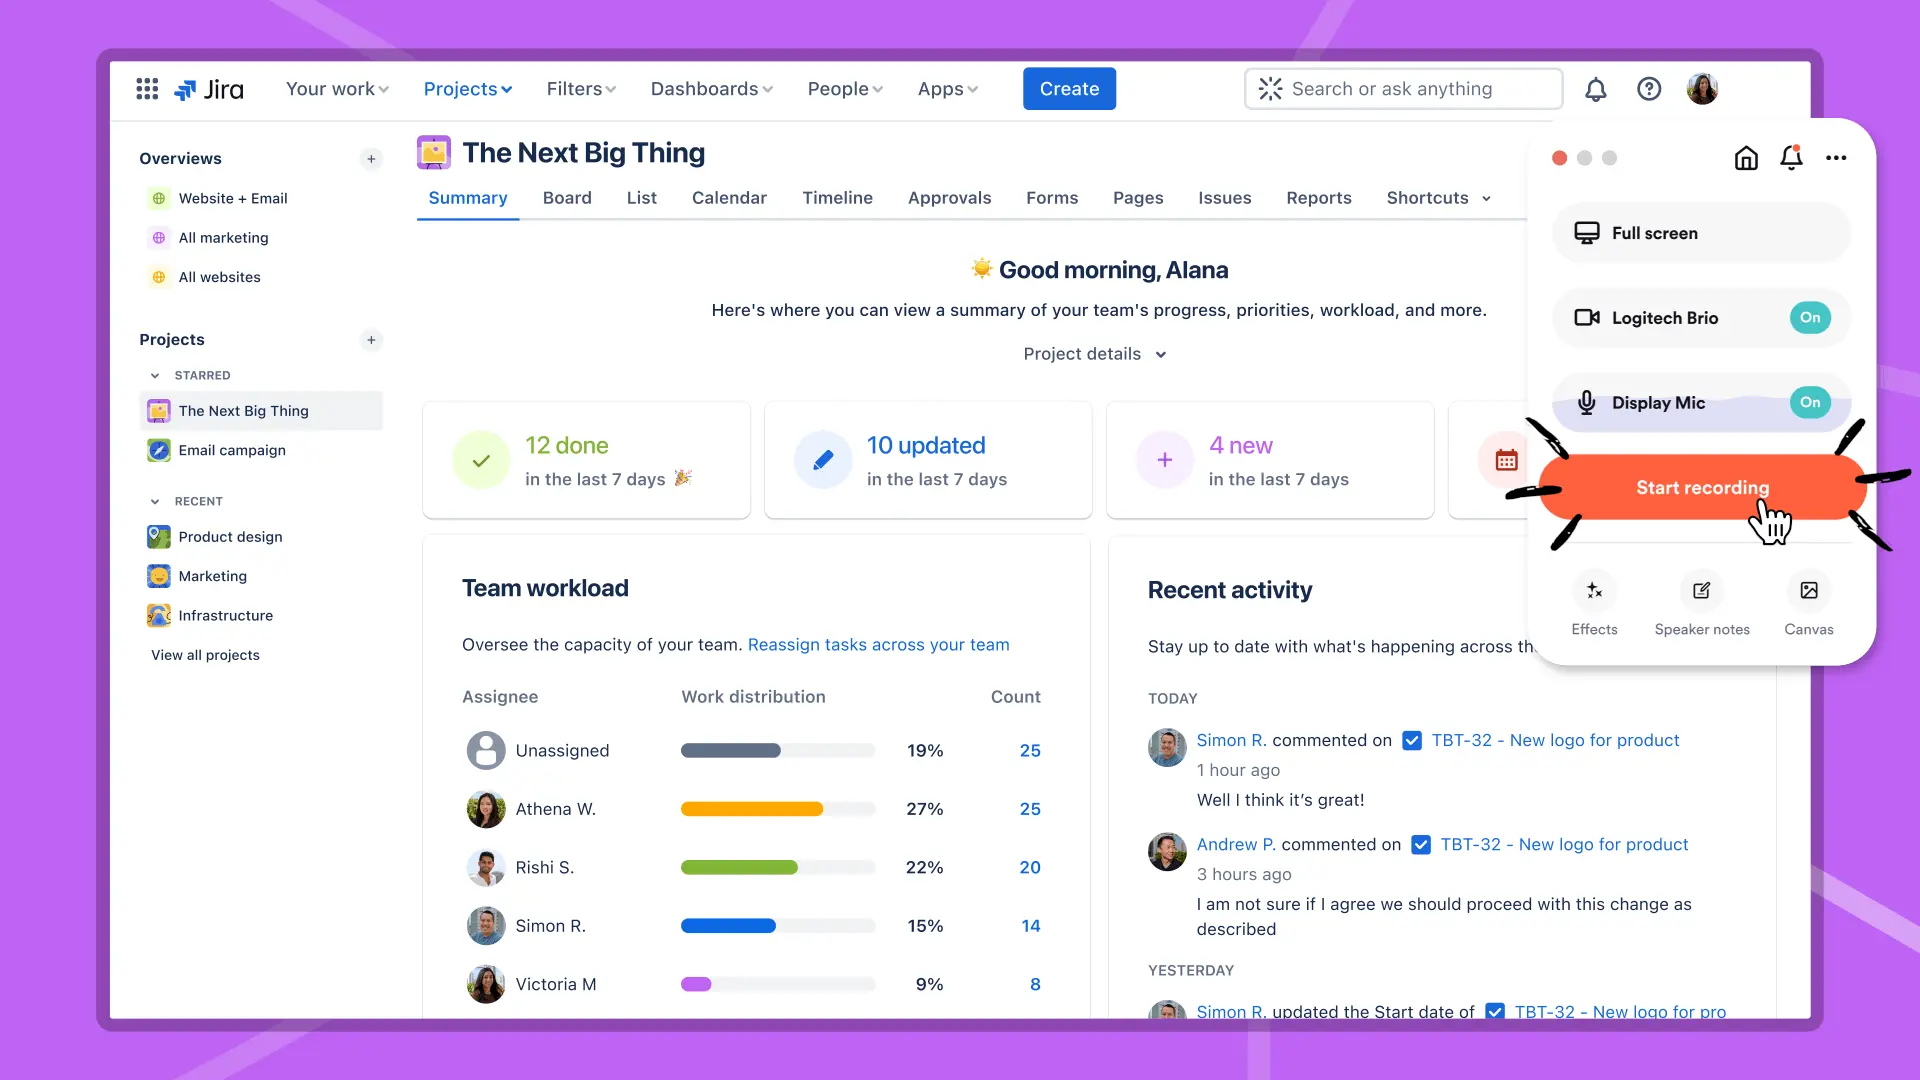 Jira
Your work
Projects
Filters
Dashboards
People
Apps
Create
Search or ask anything
Overviews
Website + Email
All marketing
All websites
Projects
STARRED
The Next Big Thing
Email campaign
RECENT
Product design
Marketing
Infrastructure
View all projects
The Next Big Thing
Summary
Board
List
Calendar
Timeline
Approvals
Forms
Pages
Issues
Reports
Shortcuts
Good morning, Alana
Here's where you can view a summary of your team's progress, priorities, workload, and more.
Project details
12 done
in the last 7 days
10 updated
in the last 7 days
4 new
in the last 7 days
Team workload
Oversee the capacity of your team. Reassign tasks across your team
Assignee Work distribution Count
Unassigned 19% 25
Athena W. 27% 25
Rishi S. 22% 20
Simon R. 15% 14
Victoria M 9% 8
Recent activity
Stay up to date with what's happening across
TODAY
Simon R. commented on TBT-32 - New logo for product
1 hour ago
Well I think it’s great!
Andrew P. commented on TBT-32 - New logo for product
3 hours ago
I am not sure if I agree we should proceed with this change as
described
YESTERDAY
Simon R. updated the Start date of TBT-32 - New logo for pro
Full screen
Logitech Brio On
Display Mic On
Start recording
Effects
Speaker notes
Canvas